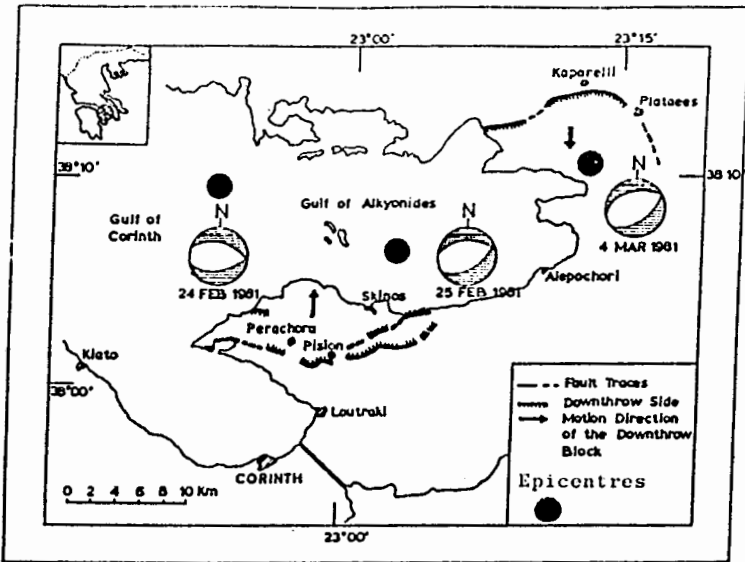 23°00'
23°15'
Kaparelli
Plataees
38°10'
38 10
N
N
N
Gulf of
Corinth
Gulf of Alkyonides
4 MAR 1981
Alepochori
24 FEB 1981
25 FEB 1981
Skinos
Perachora
Pision
Kiato
38°00'
Loutraki
CORINTH
0 2 4 6 8 10 Km
23°00'
Fault Traces
Downthrow Side
Motion Direction
of the Downthrow
Block
Epicentres